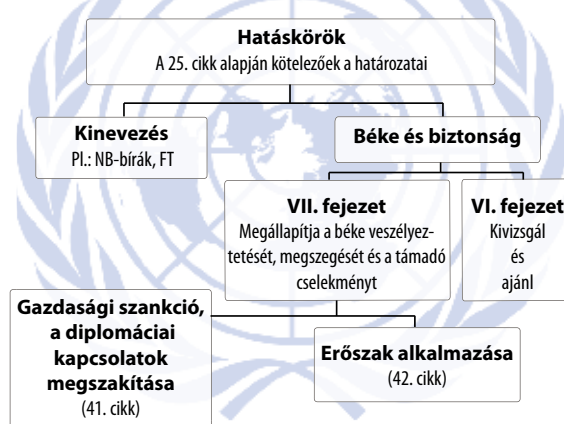 Hatáskörök
A 25. cikk alapján kötelezőek a határozatai
Kinevezés
Pl.: NB-bírák, FT
Béke és biztonság
VII. fejezet
Megállapítja a béke veszélyez-
tetését, megszegését és a támadó
cselekményt
VI. fejezet
Kivizsgál
és
ajánl
Gazdasági szankció,
a diplomáciai
kapcsolatok
megszakítása
(41. cikk)
Erőszak alkalmazása
(42. cikk)